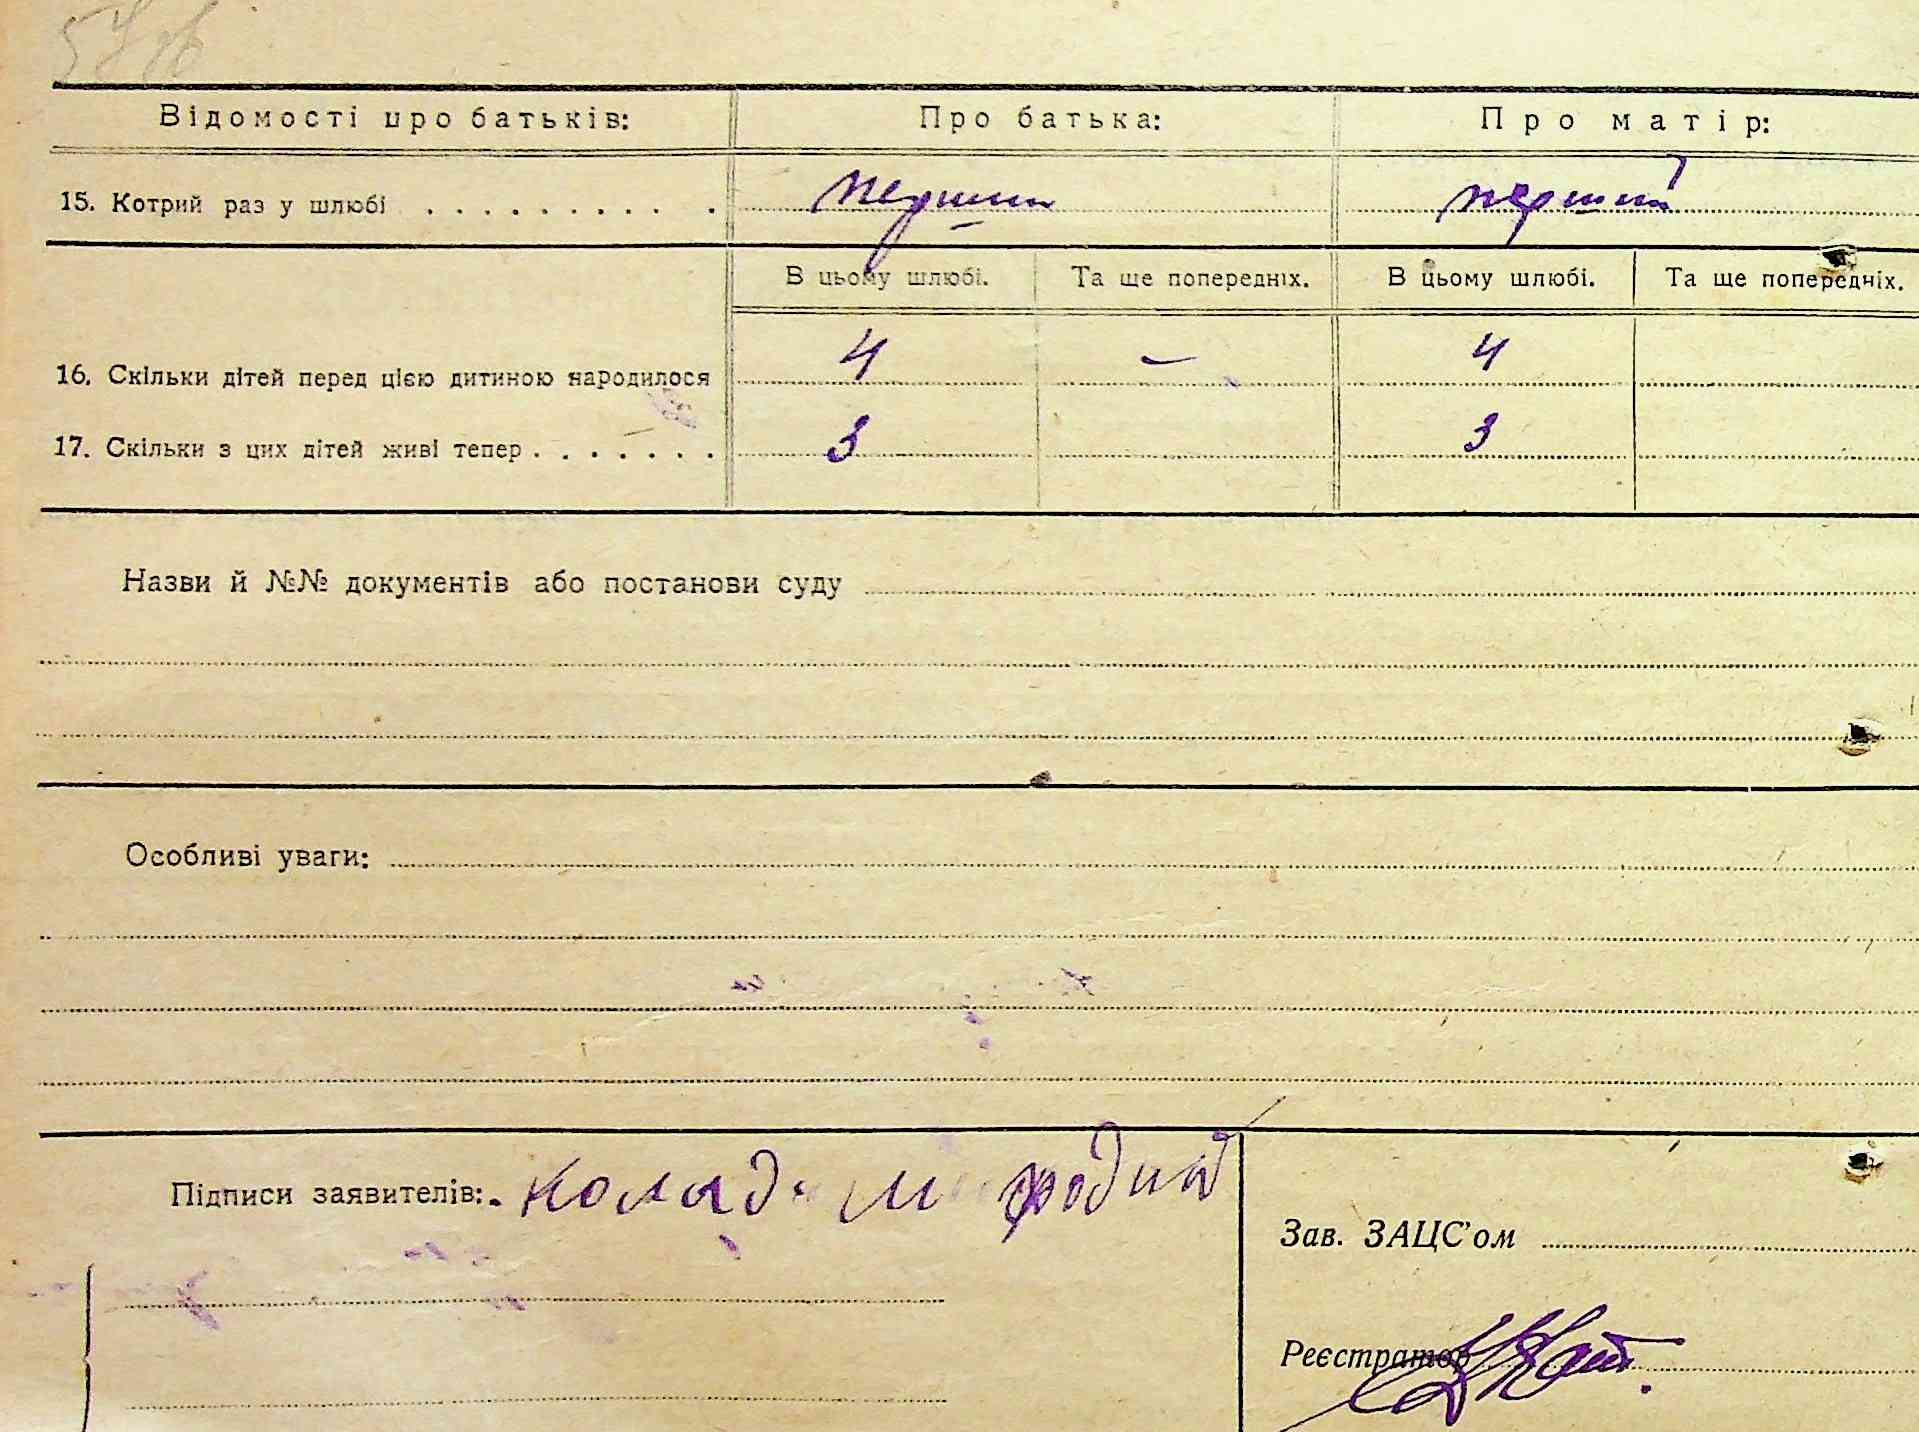 Відомості про батьків: Про батька: Про матір:
15. Котрий раз у шлюбі . . . . . . . . . . перший перший
В цьому шлюбі. Та ще попередніх. В цьому шлюбі. Та ще попередніх.
16. Скільки дітей перед цією дитиною народилося 4 – 4
17. Скільки з цих дітей живі тепер . . . . . . . 3 3
Назви й №№ документів або постанови суду
Особливі уваги:
Підписи заявителів:
Зав. ЗАЦС'ом
Реєстратор